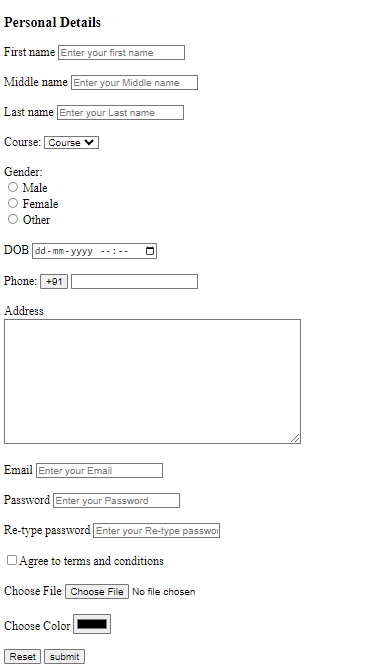 Personal Details
First name Enter your first name
Middle name Enter your Middle name
Last name Enter your Last name
Course: Course
Gender:
Male
Female
Other
DOB dd-mm-yyyy --:--
Phone: +91
Address
Email Enter your Email
Password Enter your Password
Re-type password Enter your Re-type passwor
Agree to terms and conditions
Choose File Choose File No file chosen
Choose Color
Reset submit